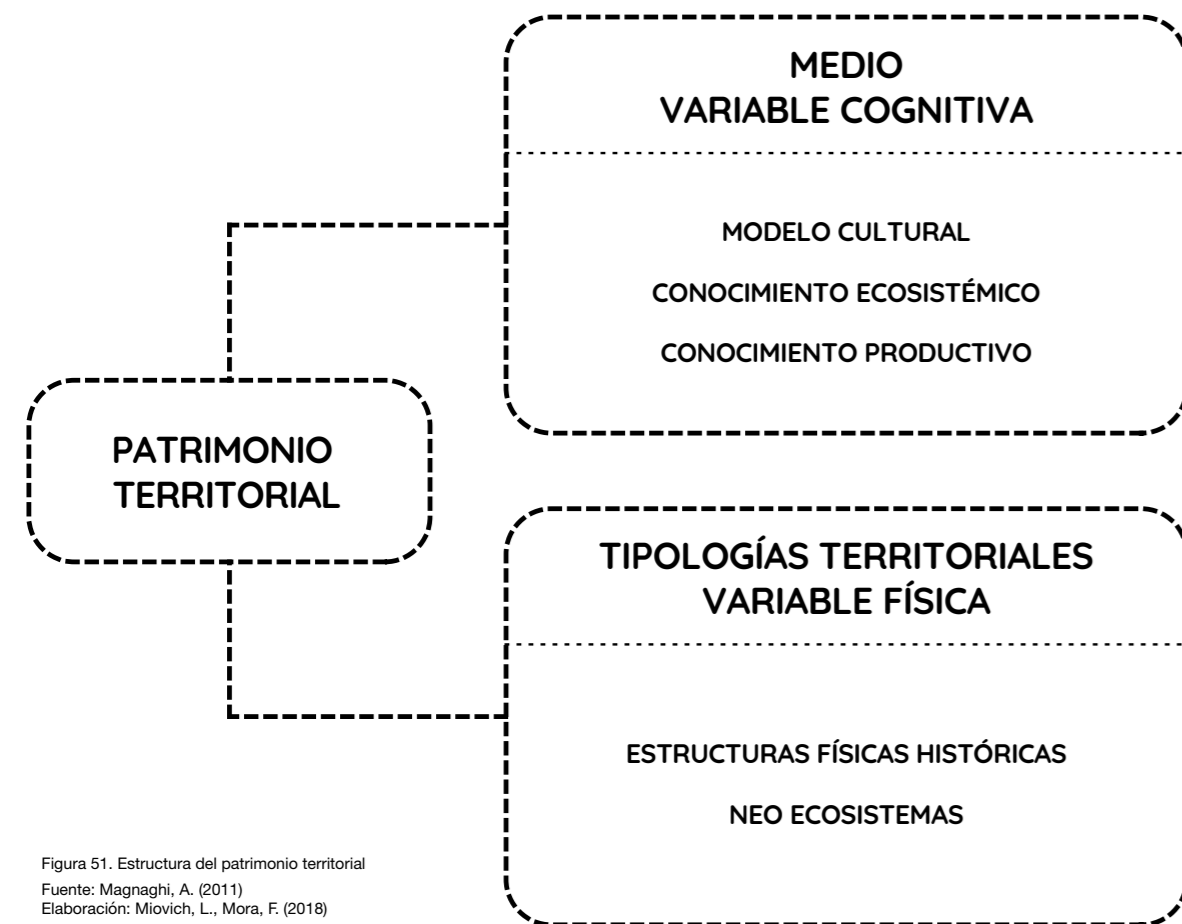 MEDIO
VARIABLE COGNITIVA
MODELO CULTURAL
CONOCIMIENTO ECOSISTÉMICO
CONOCIMIENTO PRODUCTIVO
PATRIMONIO
TERRITORIAL
TIPOLOGÍAS TERRITORIALES
VARIABLE FÍSICA
ESTRUCTURAS FÍSICAS HISTÓRICAS
NEO ECOSISTEMAS
Figura 51. Estructura del patrimonio territorial
Fuente: Magnaghi, A. (2011)
Elaboración: Miovich, L., Mora, F. (2018)